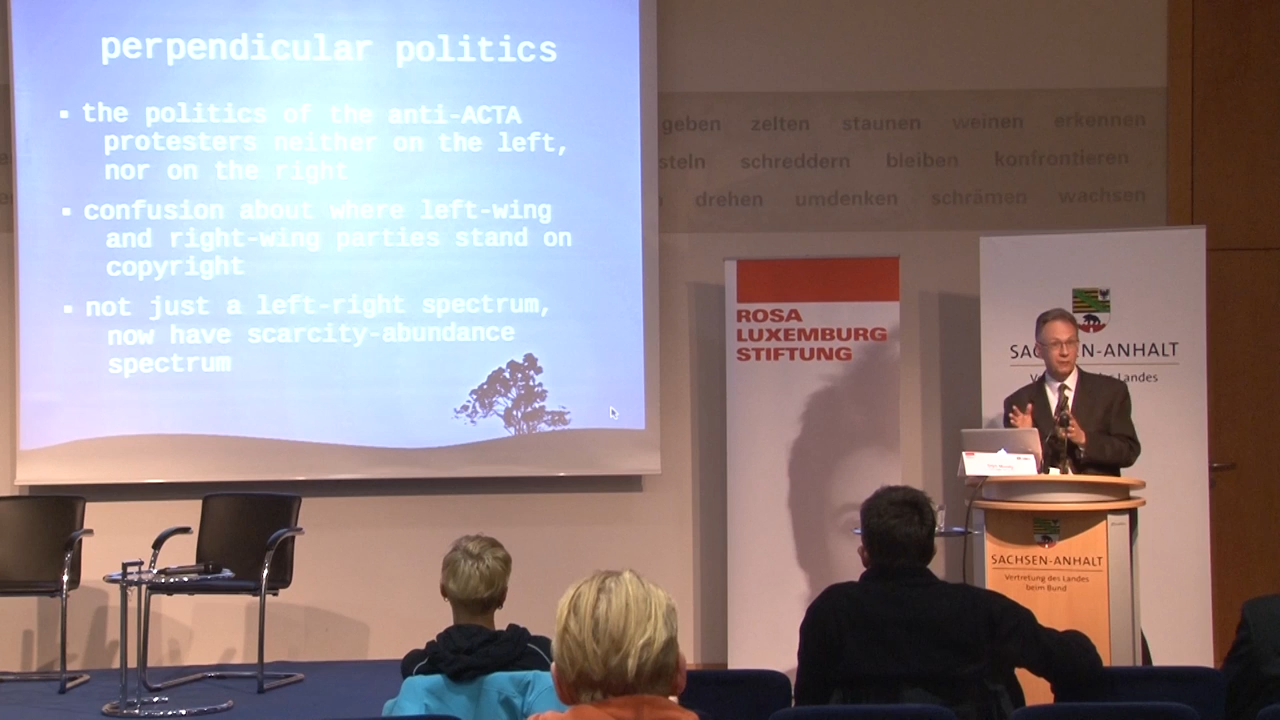 perpendicular politics
the politics of the anti-ACTA
protesters neither on the left,
nor on the right
confusion about where left-wing
and right-wing parties stand on
copyright
not just a left-right spectrum,
now have scarcity-abundance
spectrum
geben zelten staunen weinen erkennen
schreddern bleiben konfrontieren
drehen umdenken schrämen wachsen
ROSA
LUXEMBURG
STIFTUNG
SACHSEN-ANHALT
Landes
SACHSEN-ANHALT
Vertretung des Landes
beim Bund